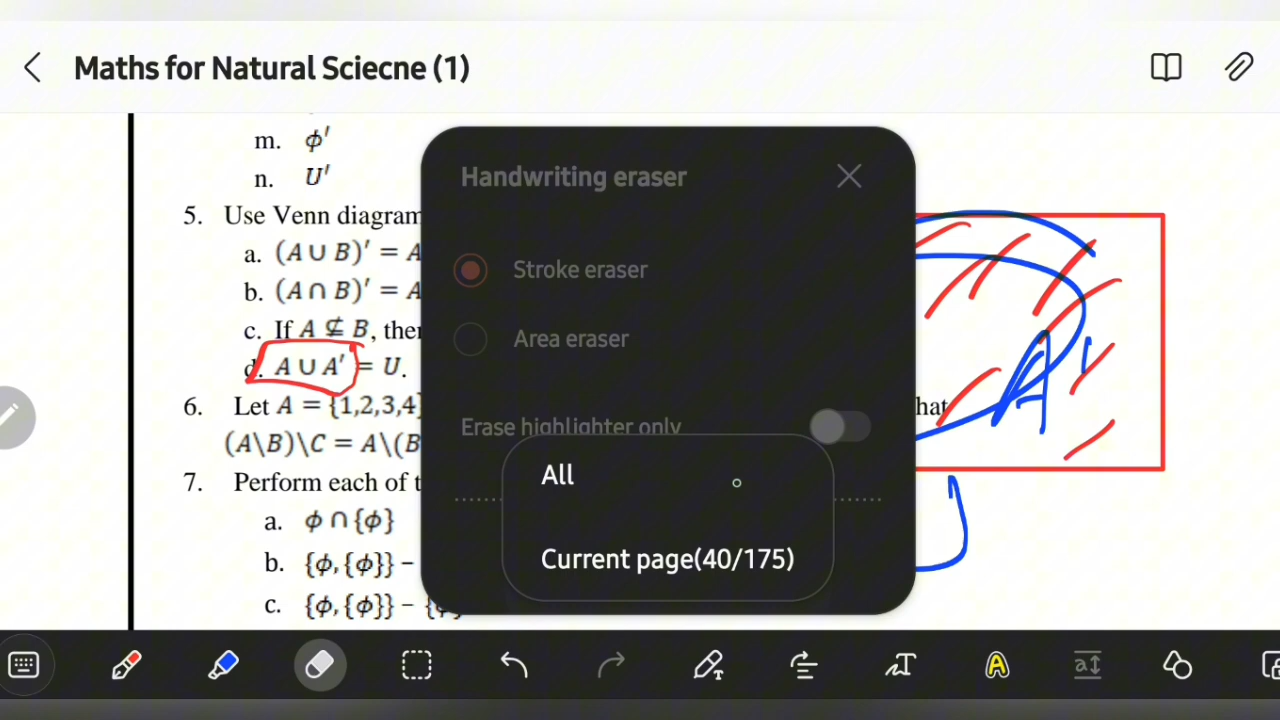 Maths for Natural Sciecne (1)
m. ϕ′
n. U′
5. Use Venn diagram
a. (A ∪ B)′ = A
b. (A ∩ B)′ = A
c. If A ⊈ B, then
d. A ∪ A′ = U.
6. Let A = {1,2,3,4} hat
(A\B)\C = A\(B
7. Perform each of t
a. ϕ ∩ {ϕ}
b. {ϕ, {ϕ}} −
c. {ϕ, {ϕ}} − {ϕ}
Handwriting eraser
Stroke eraser
Area eraser
Erase highlighter only
All
Current page(40/175)
A′